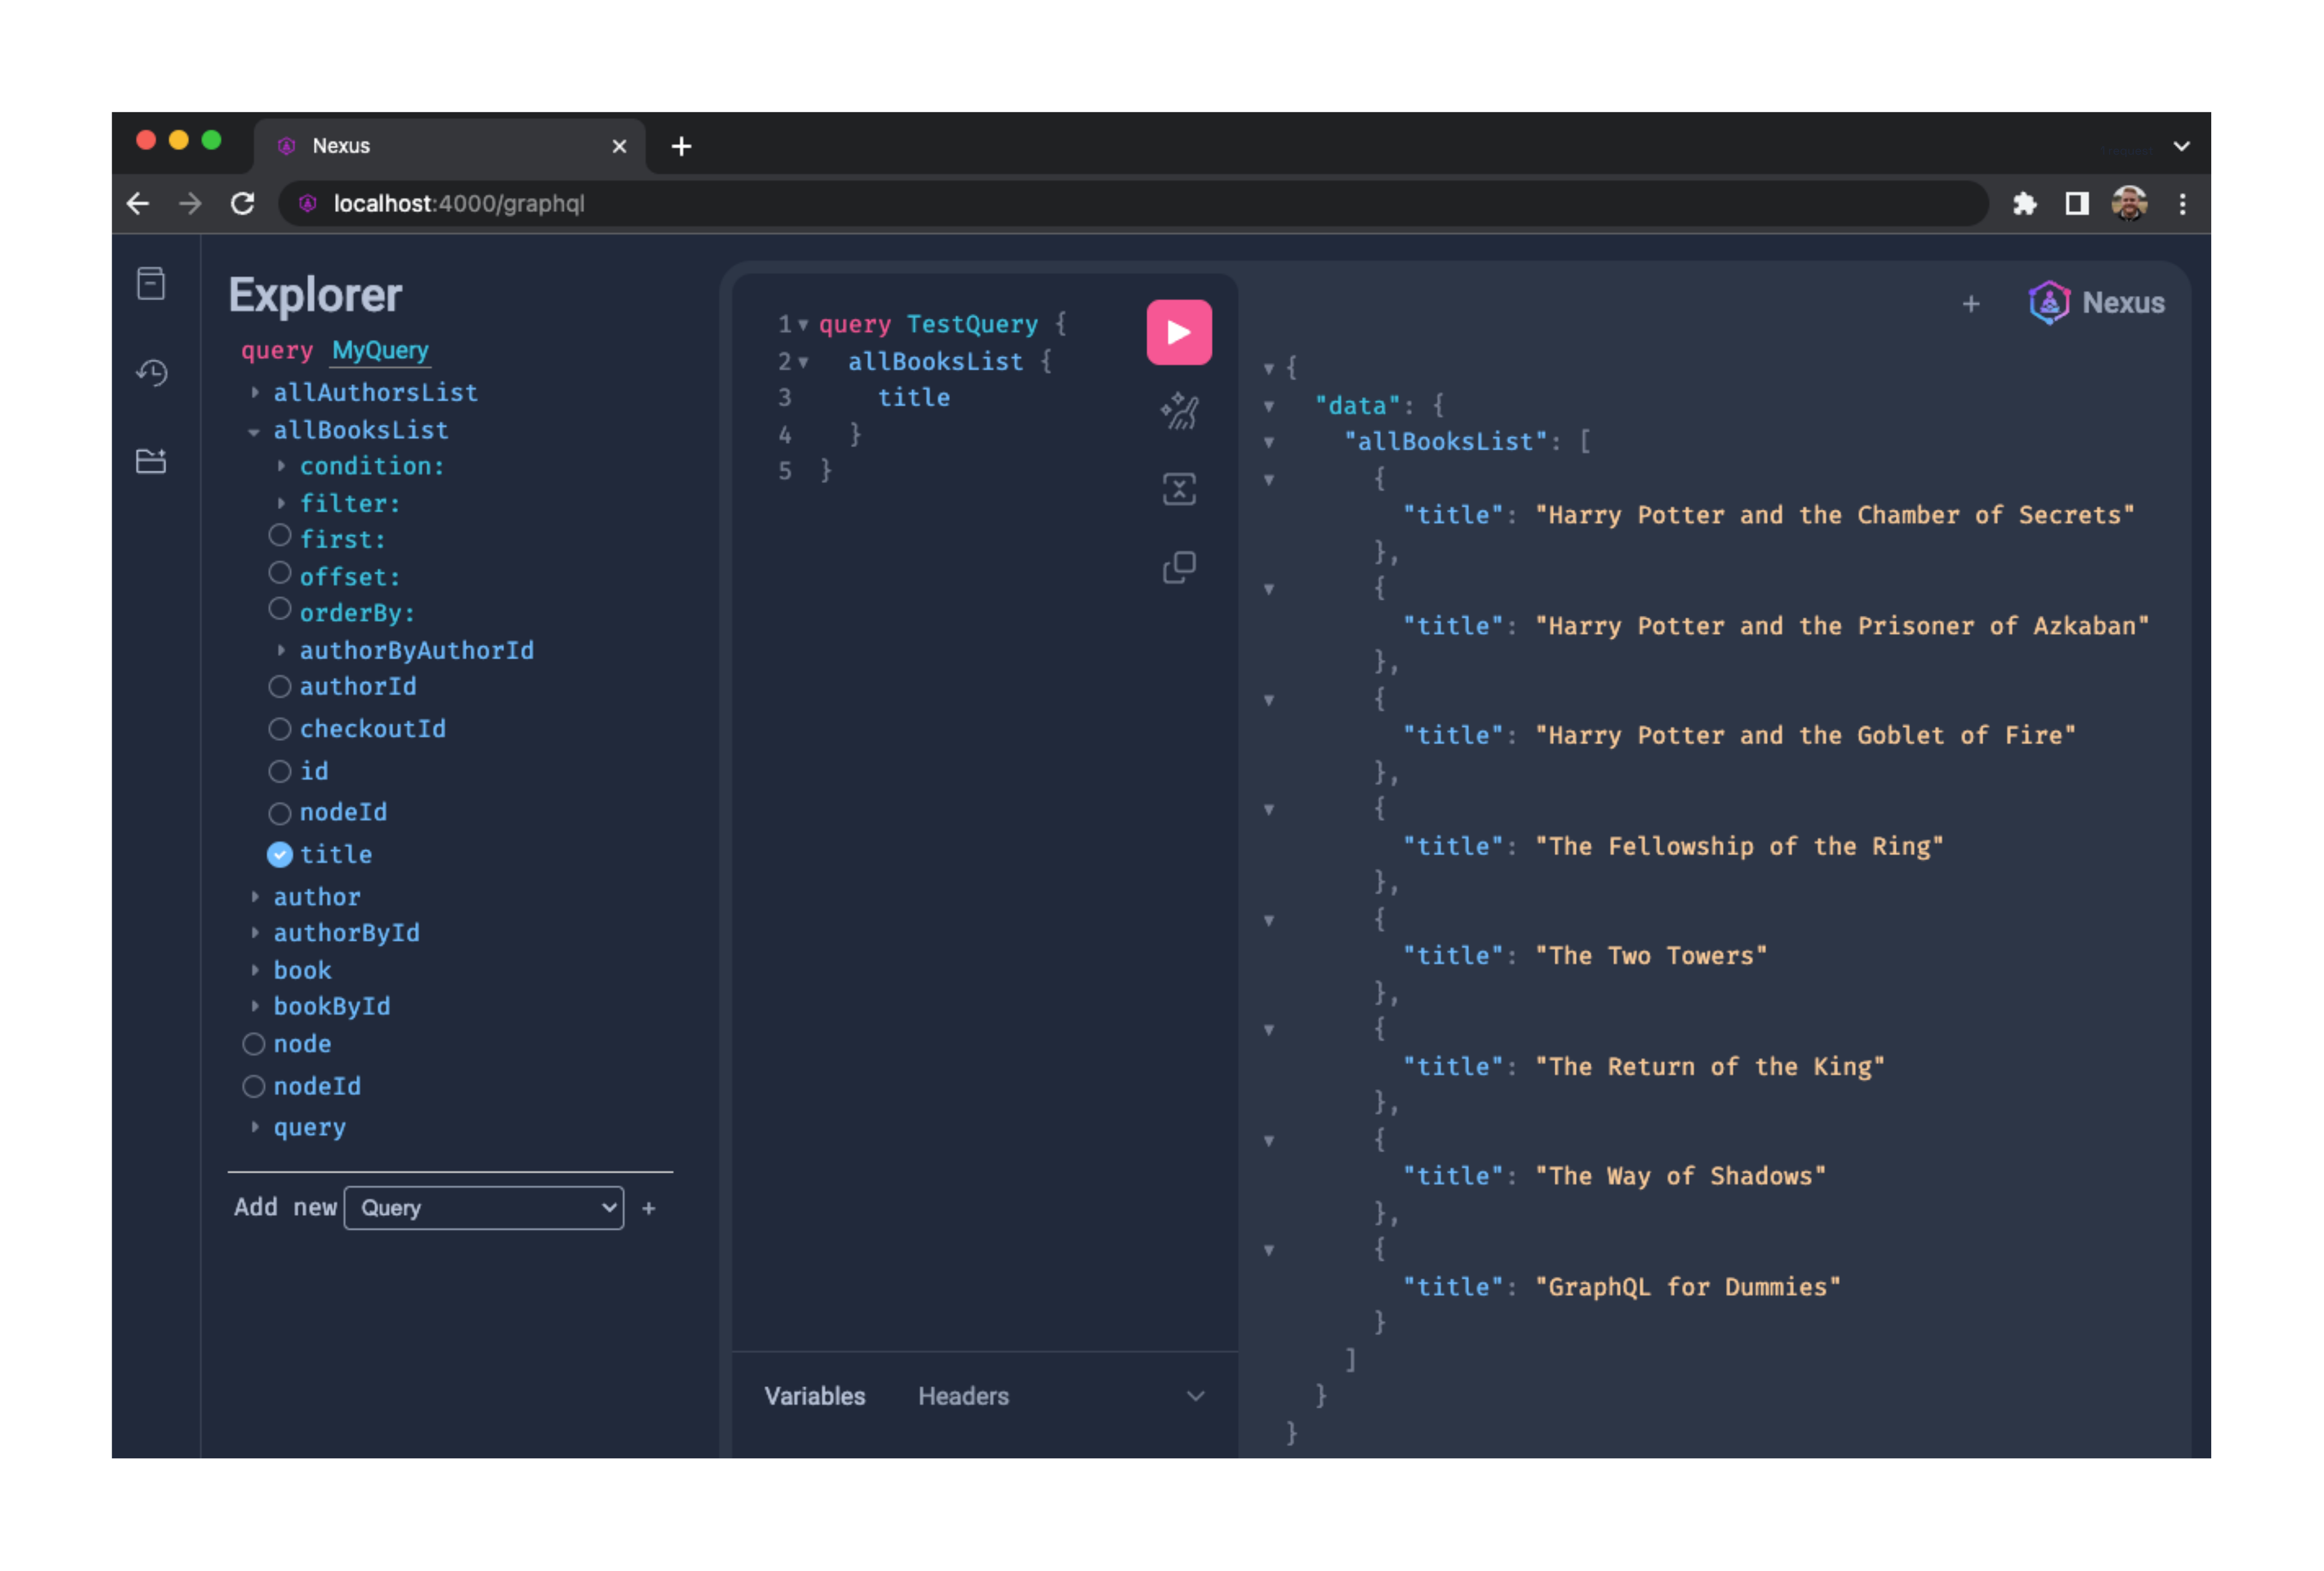 Nexus
localhost:4000/graphql
Explorer
query MyQuery
allAuthorsList
allBooksList
condition:
filter:
first:
offset:
orderBy:
authorByAuthorId
authorId
checkoutId
id
nodeId
title
author
authorById
book
bookById
node
nodeId
query
Add new Query +
1 query TestQuery {
2 allBooksList {
3 title
4 }
5 }
Variables Headers
+ Nexus
{
"data": {
"allBooksList": [
{
"title": "Harry Potter and the Chamber of Secrets"
},
{
"title": "Harry Potter and the Prisoner of Azkaban"
},
{
"title": "Harry Potter and the Goblet of Fire"
},
{
"title": "The Fellowship of the Ring"
},
{
"title": "The Two Towers"
},
{
"title": "The Return of the King"
},
{
"title": "The Way of Shadows"
},
{
"title": "GraphQL for Dummies"
}
]
}
}